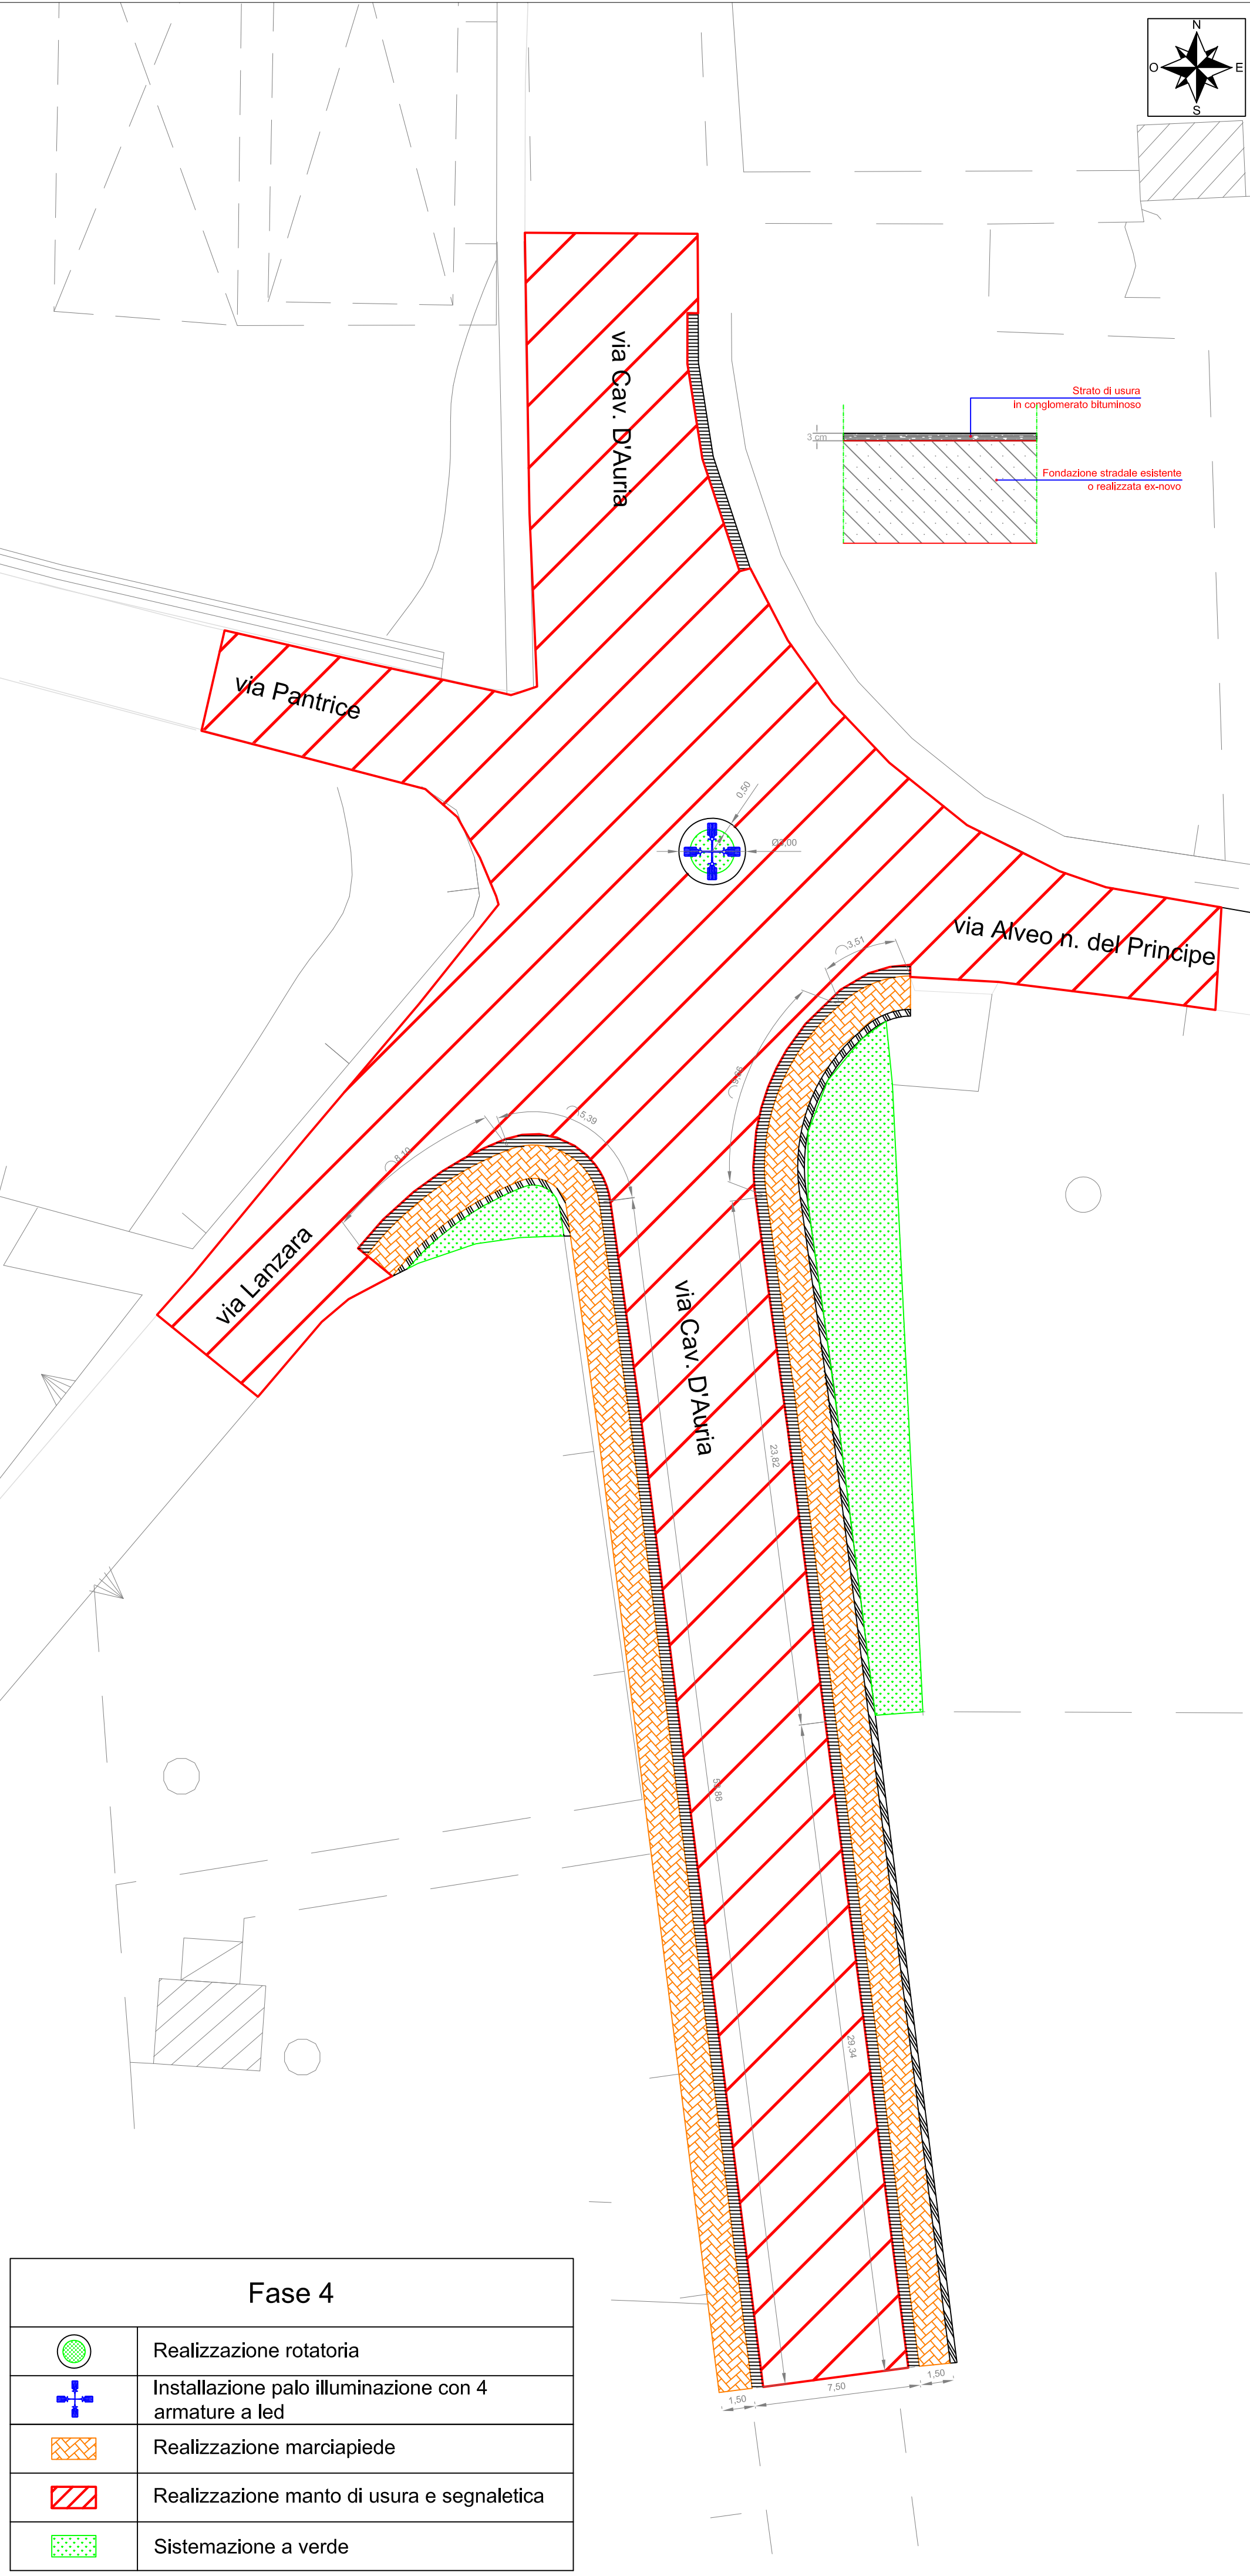 N
O
E
S
via Cav. D'Auria
Strato di usura
in conglomerato bituminoso
3 cm
Fondazione stradale esistente
o realizzata ex-novo
via Pantrice
0,50
via Alveo n. del Principe
3,51
5,39
8,10
via Lanzara
via Cav. D'Auria
23,82
29,34
1,50
7,50
1,50
Fase 4
Realizzazione rotatoria
Installazione palo illuminazione con 4
armature a led
Realizzazione marciapiede
Realizzazione manto di usura e segnaletica
Sistemazione a verde